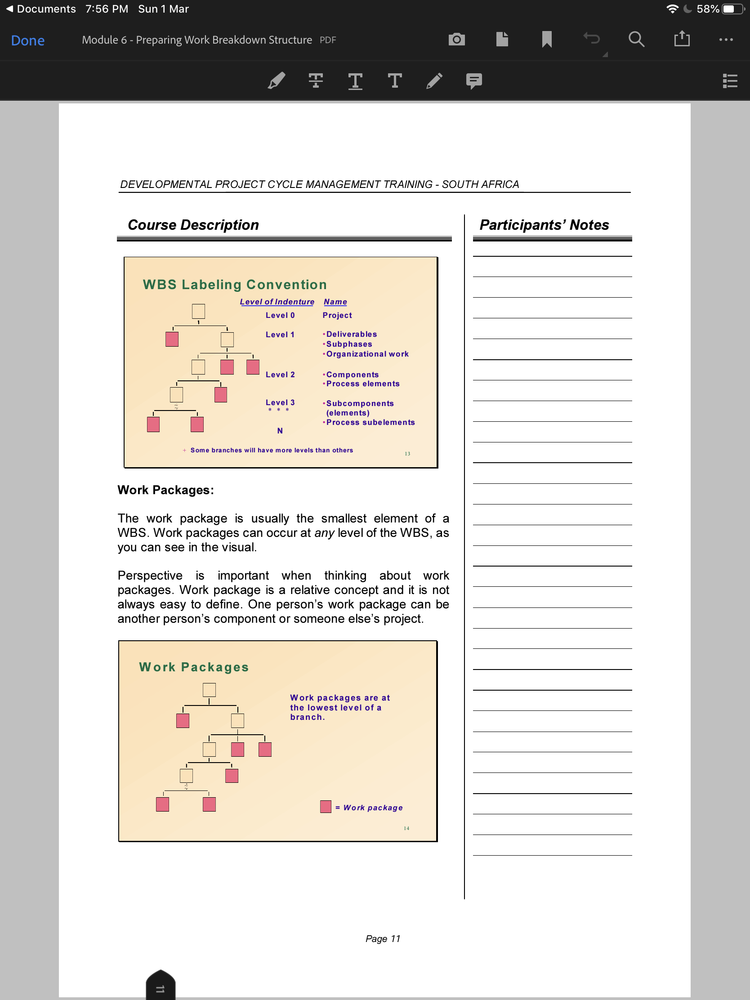 Documents 7:56 PM Sun 1 Mar 58%
Done Module 6 - Preparing Work Breakdown Structure PDF
DEVELOPMENTAL PROJECT CYCLE MANAGEMENT TRAINING - SOUTH AFRICA
Course Description
WBS Labeling Convention
Level of Indenture Name
Level 0 Project
Level 1 •Deliverables
•Subphases
•Organizational work
Level 2 •Components
•Process elements
Level 3 •Subcomponents
* * * (elements)
•Process subelements
N
+ Some branches will have more levels than others
13
Work Packages:
The work package is usually the smallest element of a
WBS. Work packages can occur at any level of the WBS, as
you can see in the visual.
Perspective is important when thinking about work
packages. Work package is a relative concept and it is not
always easy to define. One person’s work package can be
another person’s component or someone else’s project.
Work Packages
Work packages are at
the lowest level of a
branch.
= Work package
14
Participants’ Notes
Page 11
11